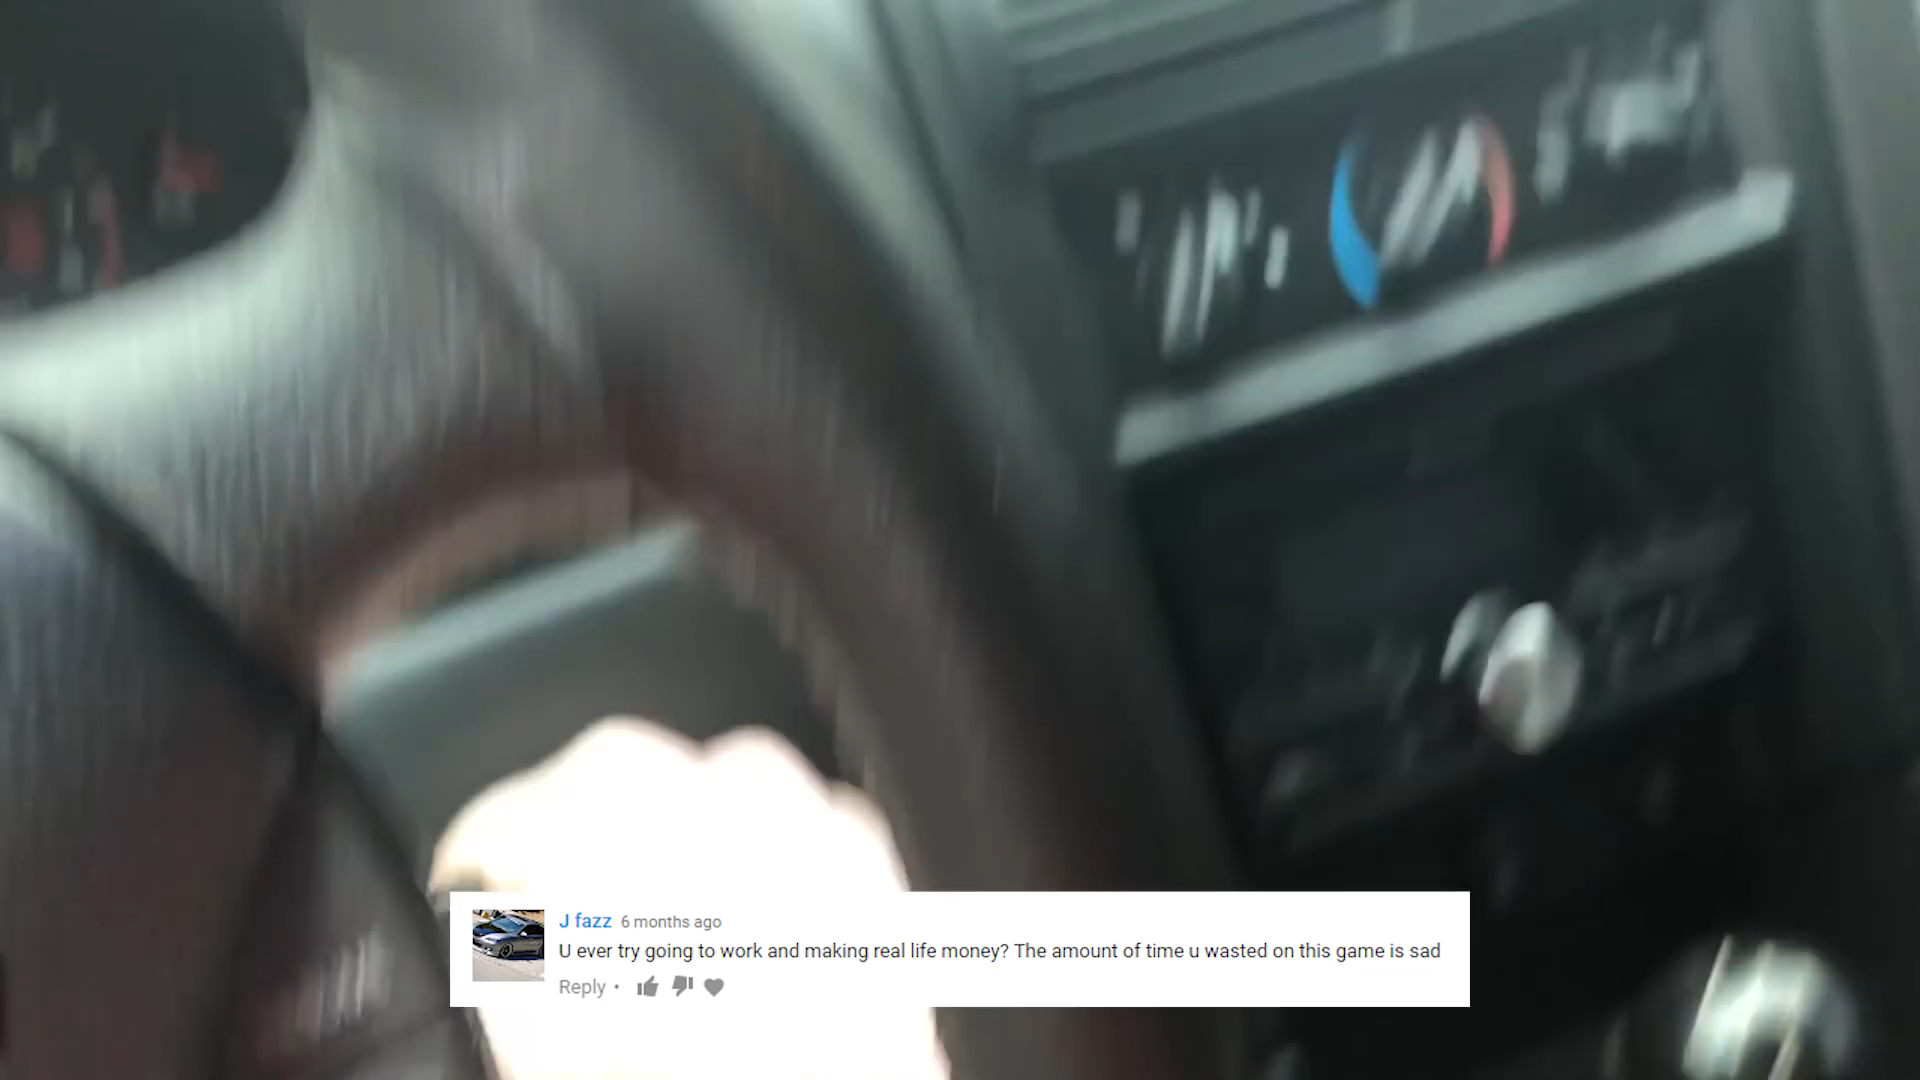 J fazz 6 months ago
U ever try going to work and making real life money? The amount of time u wasted on this game is sad
Reply •